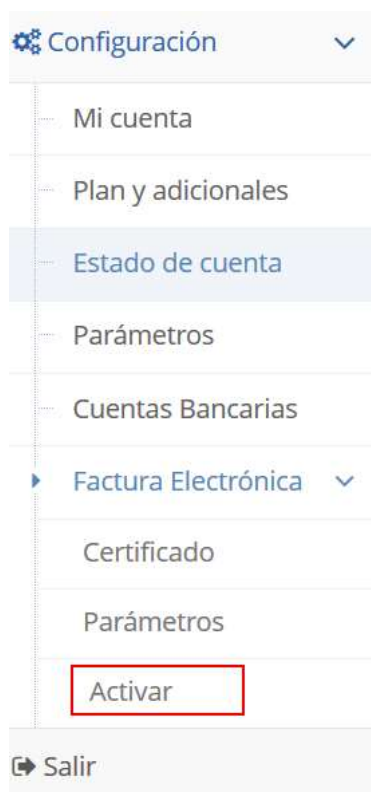 Configuración
Mi cuenta
Plan y adicionales
Estado de cuenta
Parámetros
Cuentas Bancarias
Factura Electrónica
Certificado
Parámetros
Activar
Salir